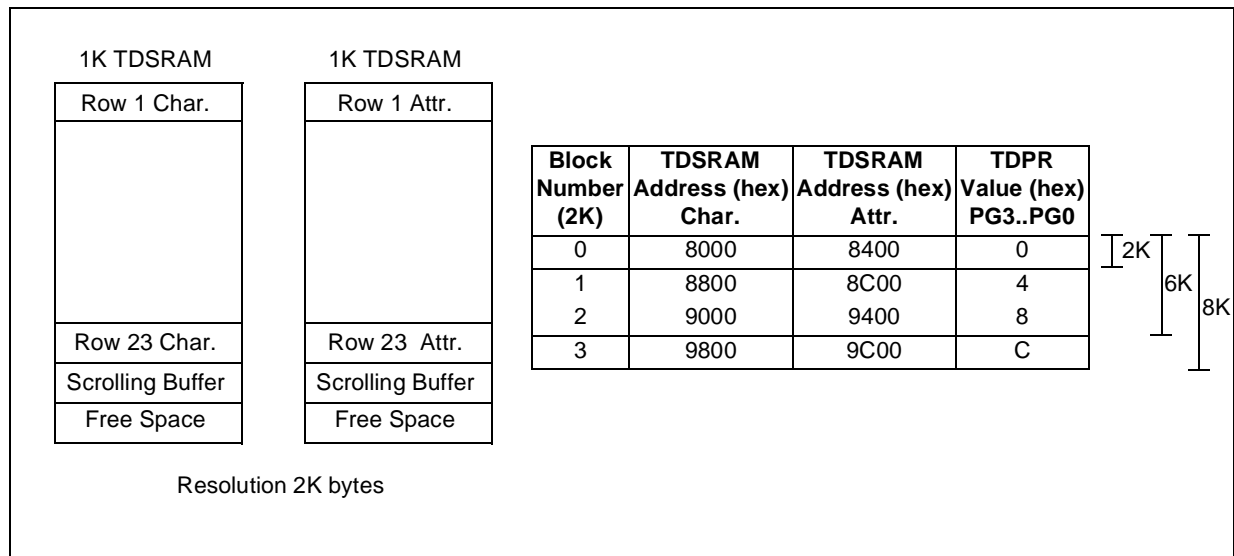 1K TDSRAM
Row 1 Char.
Row 23 Char.
Scrolling Buffer
Free Space
1K TDSRAM
Row 1 Attr.
Row 23 Attr.
Scrolling Buffer
Free Space
Resolution 2K bytes
Block Number (2K) TDSRAM Address (hex) Char. TDSRAM Address (hex) Attr. TDPR Value (hex) PG3..PG0
0 8000 8400 0
1 8800 8C00 4
2 9000 9400 8
3 9800 9C00 C
2K
6K
8K